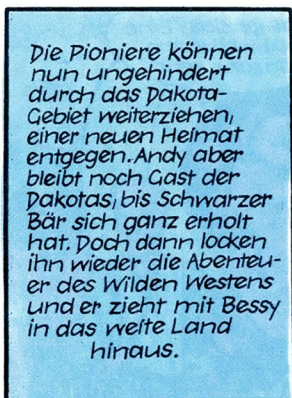 Die Pioniere können
nun ungehindert
durch das Dakota-
Gebiet weiterziehen,
einer neuen Heimat
entgegen. Andy aber
bleibt noch Gast der
Dakotas, bis Schwarzer
Bär sich ganz erholt
hat. Doch dann locken
ihn wieder die Abenteu-
er des Wilden Westens
und er zieht mit Bessy
in das weite Land
hinaus.